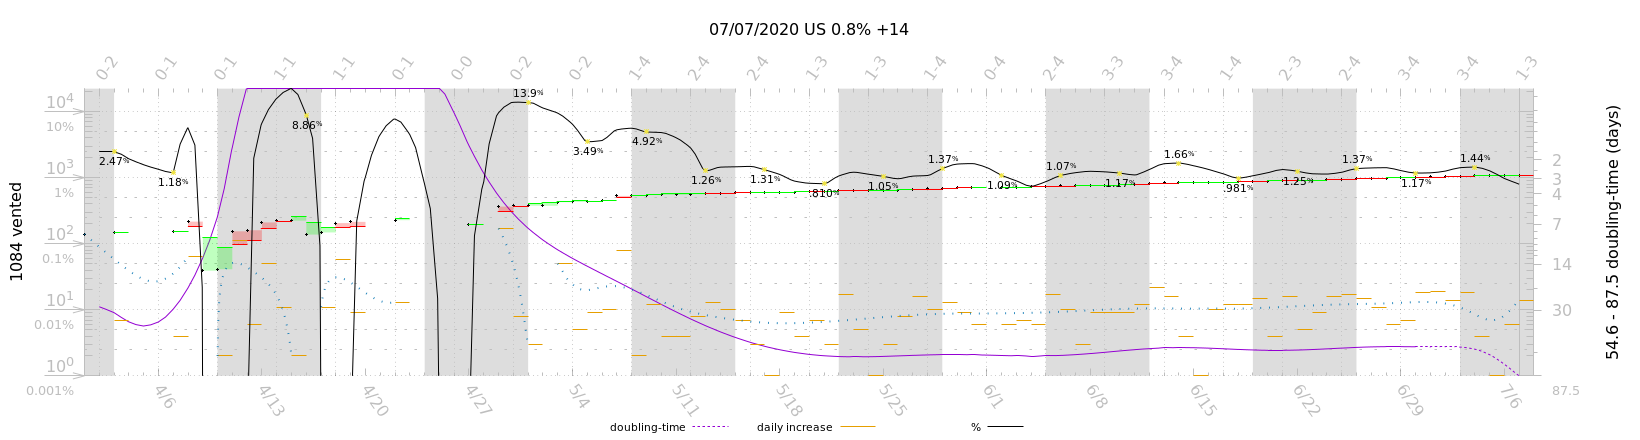 07/07/2020 US 0.8% +14
0-2 0-1 0-1 1-1 1-1 0-1 0-0 0-2 0-2 1-4 2-4 2-4 1-3 1-3 1-4 0-4 2-4 3-3 3-4 1-4 2-4 3-4 3-4 1-3
1084 vented
10^4
10%
10^3
1%
10^2
0.1%
10^1
0.01%
10^0
0.001%
2.47% 1.18% 8.86% 13.9% 3.49% 4.92% 1.26% 1.31% .810% 1.05% 1.37% 1.09% 1.07% 1.17% 1.66% .981% 1.25% 1.37% 1.17% 1.44%
2
3
4
7
14
30
87.5
54.6 - 87.5 doubling-time (days)
4/6 4/13 4/20 4/27 5/4 5/11 5/18 5/25 6/1 6/8 6/15 6/22 6/29 7/6
doubling-time daily increase %